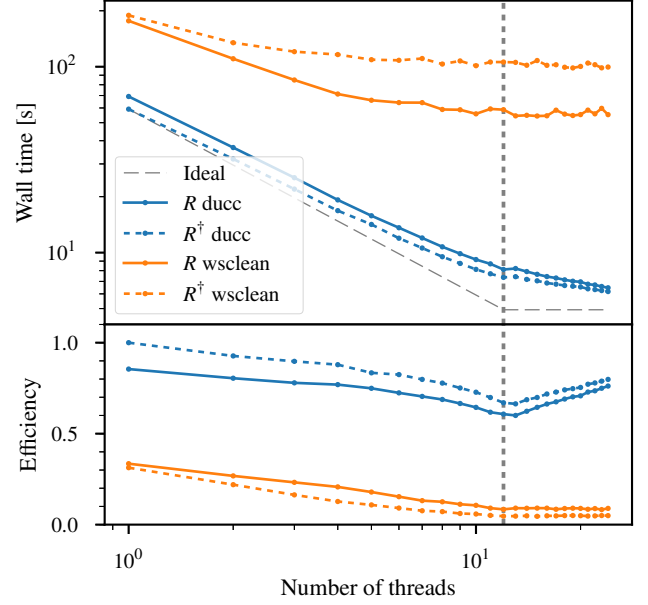 10²
10¹
Wall time [s]
Ideal
R ducc
R† ducc
R wsclean
R† wsclean
1.0
0.5
0.0
Efficiency
10⁰
10¹
Number of threads